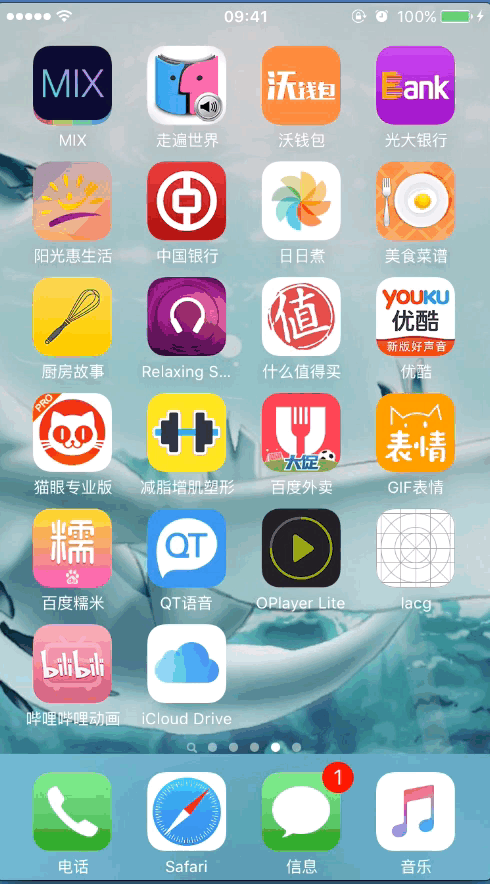 09:41
100%
MIX
沃钱包
Bank
MIX
走遍世界
沃钱包
光大银行
阳光惠生活
中国银行
日日煮
美食菜谱
值
YOUKU
优酷
新版好声音
厨房故事
Relaxing S...
什么值得买
优酷
PRO
大促
表情
猫眼专业版
减脂增肌塑形
百度外卖
GIF表情
糯
QT
百度糯米
QT语音
OPlayer Lite
lacg
bilibili
哔哩哔哩动画
iCloud Drive
1
电话
Safari
信息
音乐